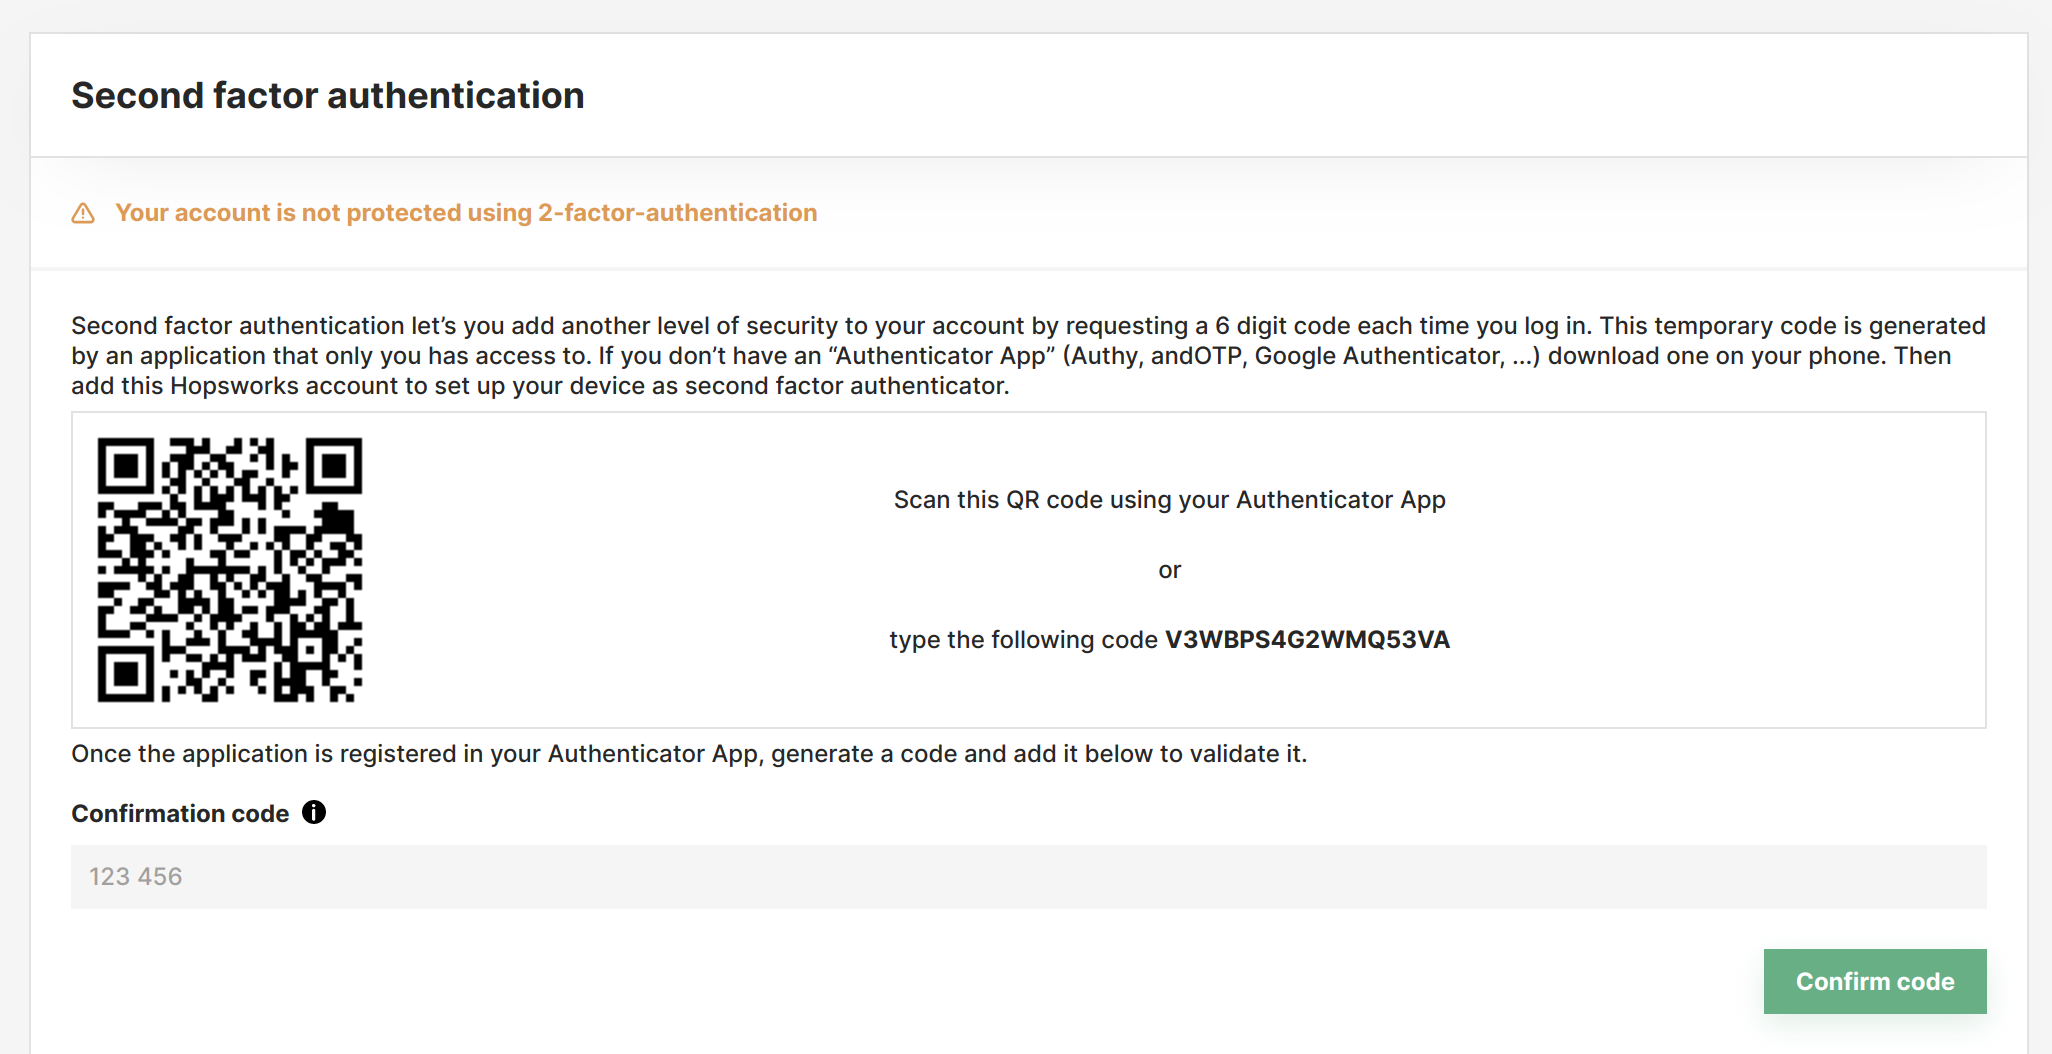 Second factor authentication
Your account is not protected using 2-factor-authentication
Second factor authentication let’s you add another level of security to your account by requesting a 6 digit code each time you log in. This temporary code is generated
by an application that only you has access to. If you don’t have an “Authenticator App” (Authy, andOTP, Google Authenticator, ...) download one on your phone. Then
add this Hopsworks account to set up your device as second factor authenticator.
Scan this QR code using your Authenticator App
or
type the following code V3WBPS4G2WMQ53VA
Once the application is registered in your Authenticator App, generate a code and add it below to validate it.
Confirmation code
123 456
Confirm code